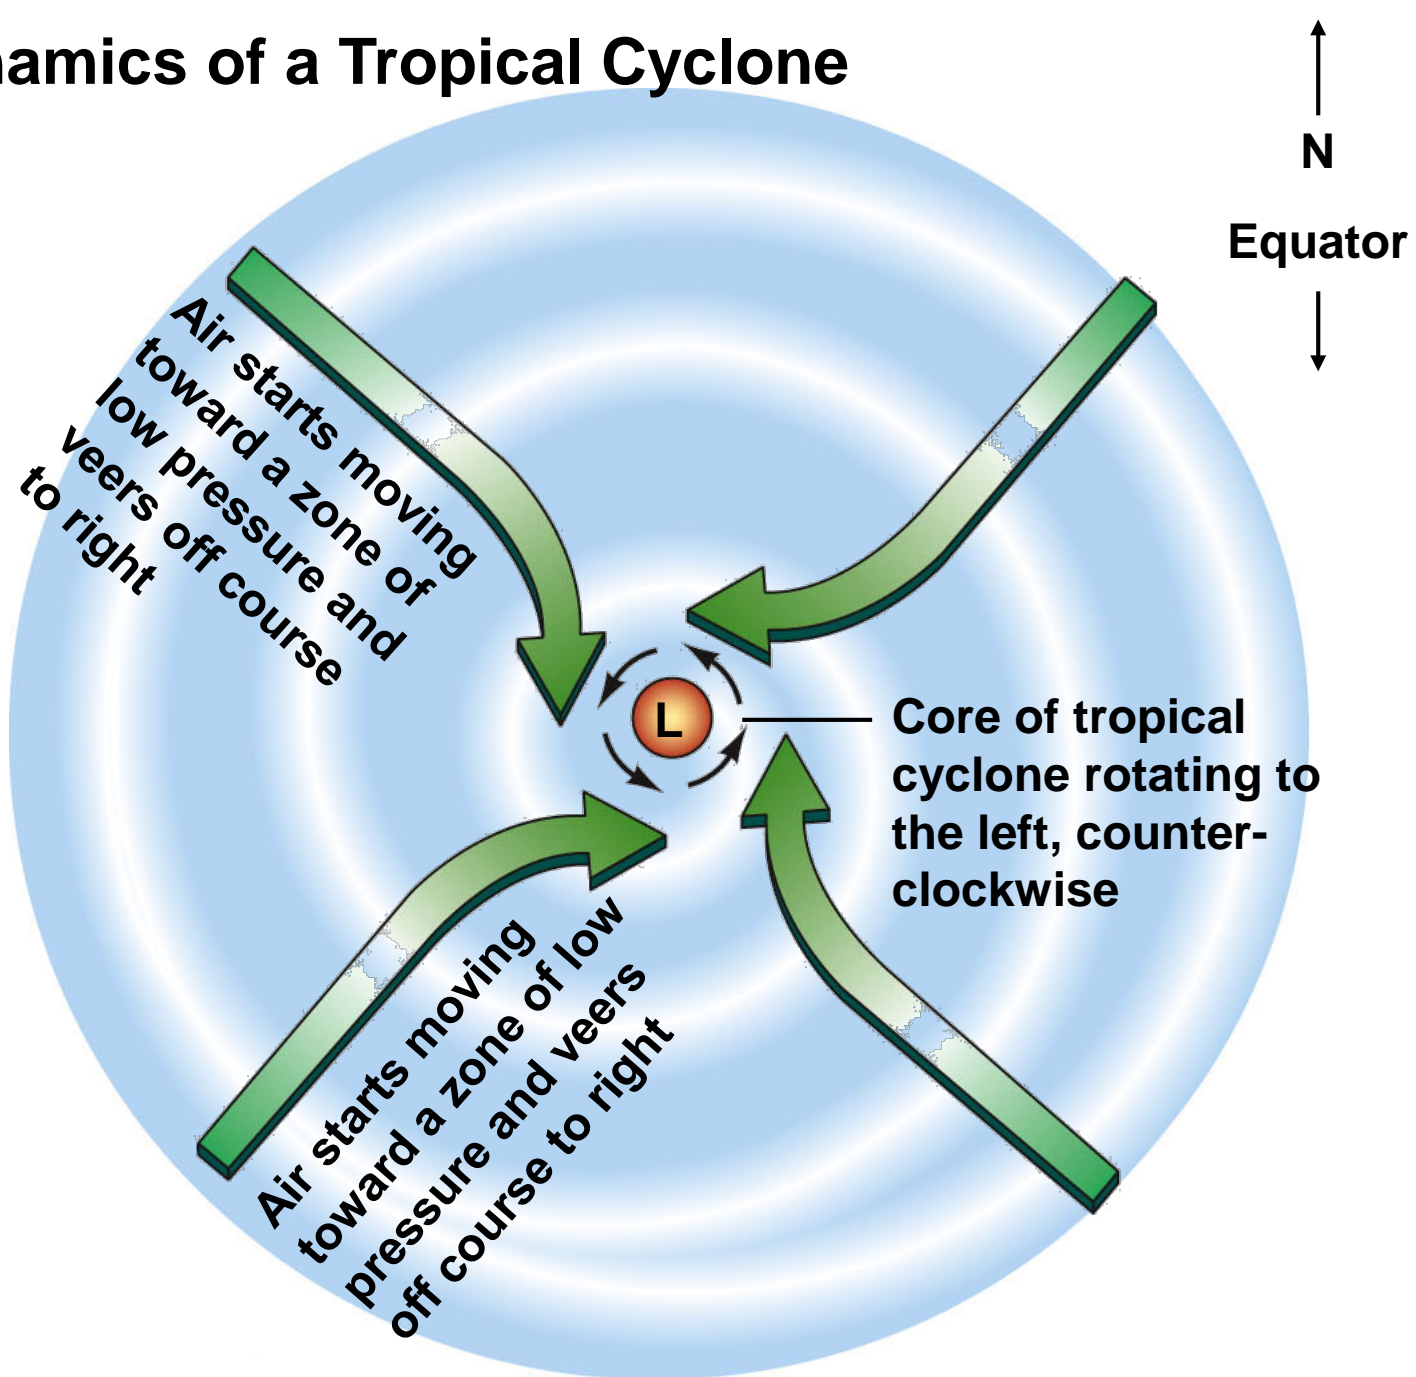 namics of a Tropical Cyclone
N
Equator
Air starts moving
toward a zone of
low pressure and
veers off course
to right
L
Core of tropical
cyclone rotating to
the left, counter-
clockwise
Air starts moving
toward a zone of low
pressure and veers
off course to right